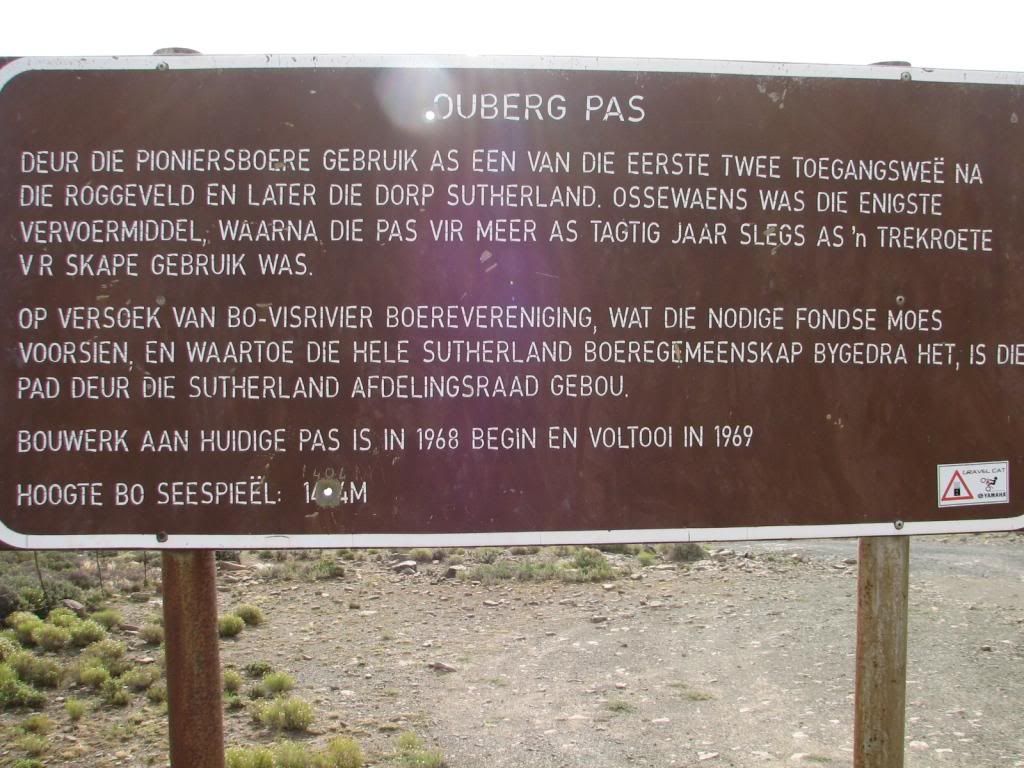 OUBERG PAS
DEUR DIE PIONIERSBOERE GEBRUIK AS EEN VAN DIE EERSTE TWEE TOEGANGSWEË NA
DIE ROGGEVELD EN LATER DIE DORP SUTHERLAND. OSSEWAENS WAS DIE ENIGSTE
VERVOERMIDDEL, WAARNA DIE PAS VIR MEER AS TAGTIG JAAR SLEGS AS 'n TREKROETE
V R SKAPE GEBRUIK WAS.
OP VERSOEK VAN BO-VISRIVIER BOEREVERENIGING, WAT DIE NODIGE FONDSE MOES
VOORSIEN, EN WAARTOE DIE HELE SUTHERLAND BOEREGEMEENSKAP BYGEDRA HET, IS DIE
PAD DEUR DIE SUTHERLAND AFDELINGSRAAD GEBOU.
BOUWERK AAN HUIDIGE PAS IS IN 1968 BEGIN EN VOLTOOI IN 1969
1404M
HOOGTE BO SEESPIEËL:
GRAVEL CAT
YAMAHA